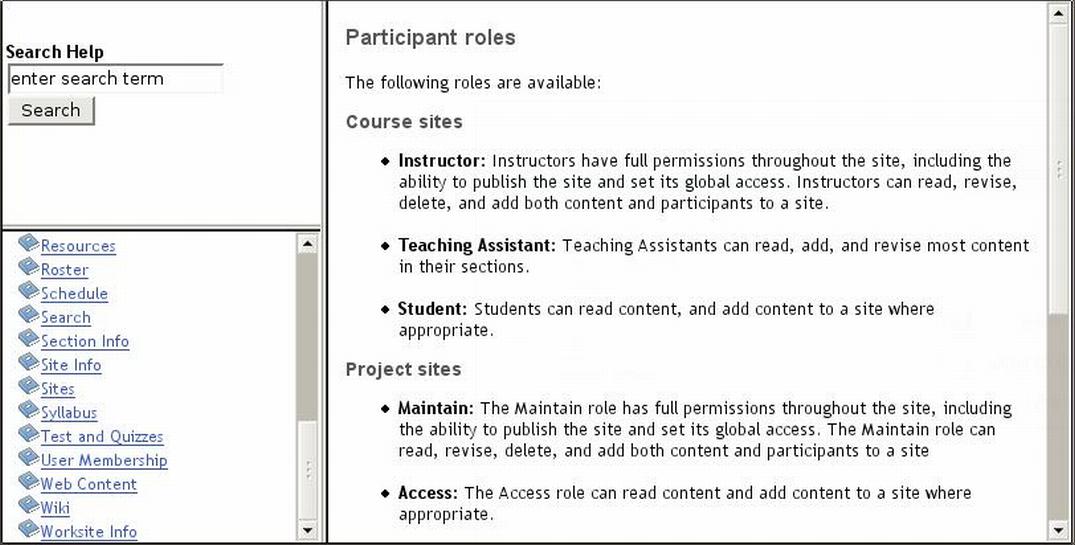 Search Help
enter search term
Search
Resources
Roster
Schedule
Search
Section Info
Site Info
Sites
Syllabus
Test and Quizzes
User Membership
Web Content
Wiki
Worksite Info
Participant roles
The following roles are available:
Course sites
Instructor: Instructors have full permissions throughout the site, including the
ability to publish the site and set its global access. Instructors can read, revise,
delete, and add both content and participants to a site.
Teaching Assistant: Teaching Assistants can read, add, and revise most content
in their sections.
Student: Students can read content, and add content to a site where
appropriate.
Project sites
Maintain: The Maintain role has full permissions throughout the site, including
the ability to publish the site and set its global access. The Maintain role can
read, revise, delete, and add both content and participants to a site
Access: The Access role can read content and add content to a site where
appropriate.